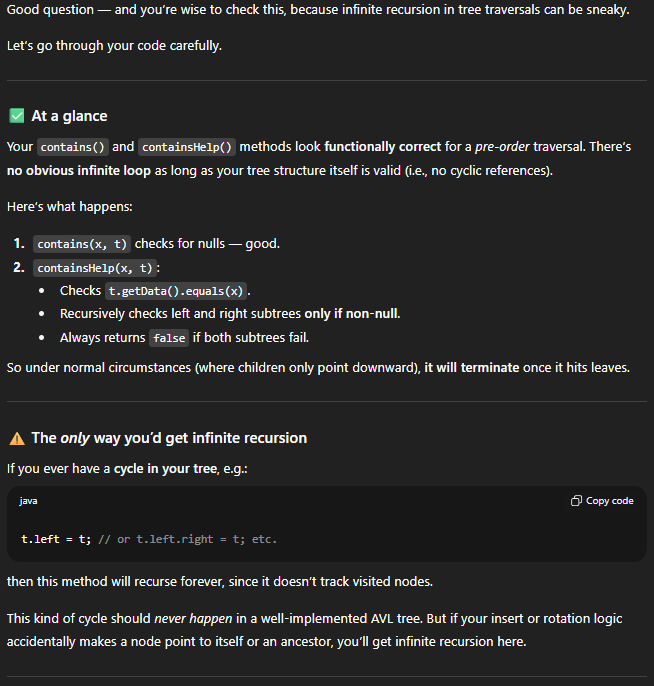 Good question — and you’re wise to check this, because infinite recursion in tree traversals can be sneaky.
Let’s go through your code carefully.
✅ At a glance
Your contains() and containsHelp() methods look functionally correct for a pre-order traversal. There’s
no obvious infinite loop as long as your tree structure itself is valid (i.e., no cyclic references).
Here’s what happens:
1. contains(x, t) checks for nulls — good.
2. containsHelp(x, t):
• Checks t.getData().equals(x).
• Recursively checks left and right subtrees only if non-null.
• Always returns false if both subtrees fail.
So under normal circumstances (where children only point downward), it will terminate once it hits leaves.
⚠️ The only way you’d get infinite recursion
If you ever have a cycle in your tree, e.g.:
java Copy code
t.left = t; // or t.left.right = t; etc.
then this method will recurse forever, since it doesn’t track visited nodes.
This kind of cycle should never happen in a well-implemented AVL tree. But if your insert or rotation logic
accidentally makes a node point to itself or an ancestor, you’ll get infinite recursion here.